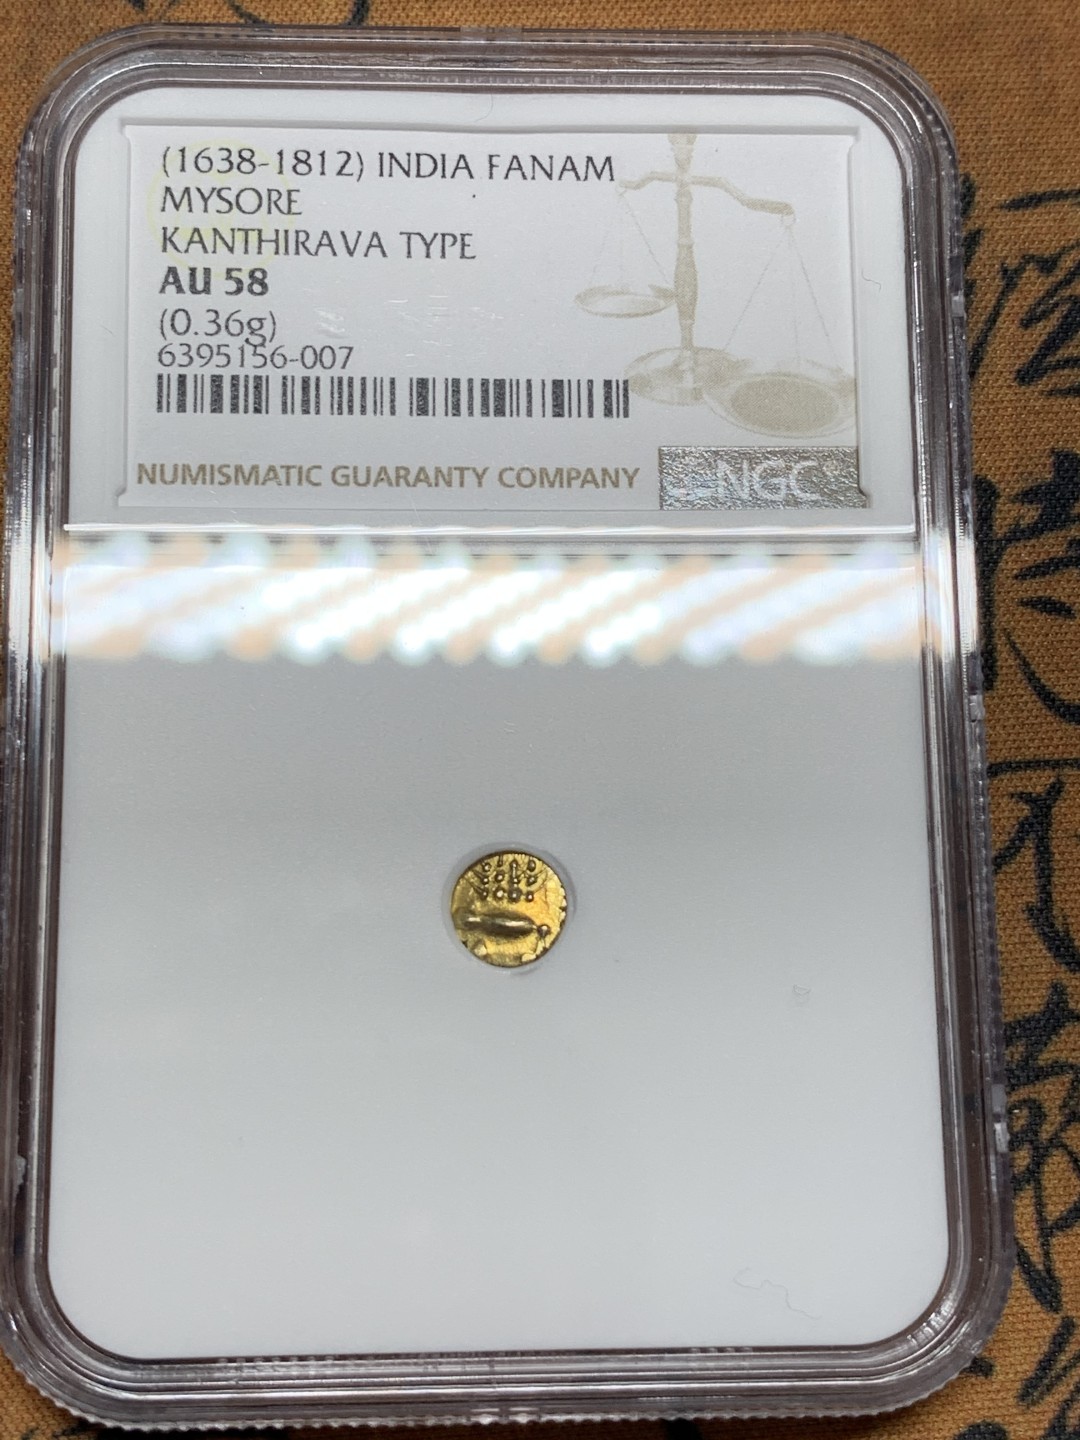 (1638-1812) INDIA FANAM
MYSORE
KANTHIRAVA TYPE
AU 58
(0.36g)
6395156-007
NUMISMATIC GUARANTY COMPANY
NGC